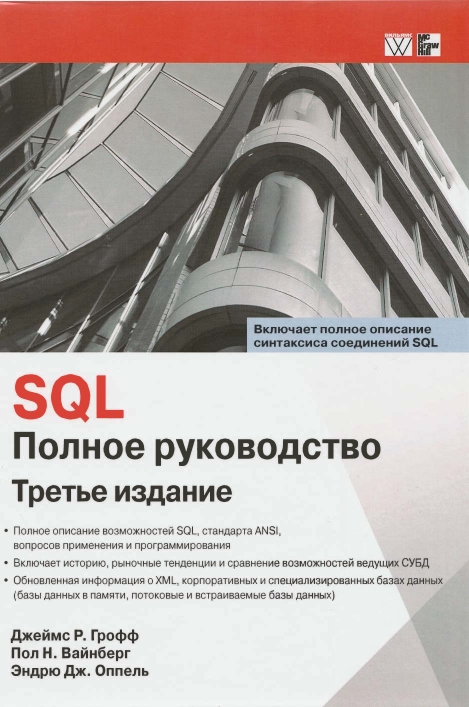 ВИЛЬЯМС
W
Mc
Graw
Hill
Включает полное описание
синтаксиса соединений SQL
SQL
Полное руководство
Третье издание
• Полное описание возможностей SQL, стандарта ANSI,
вопросов применения и программирования
• Включает историю, рыночные тенденции и сравнение возможностей ведущих СУБД
• Обновленная информация о XML, корпоративных и специализированных базах данных
(базы данных в памяти, потоковые и встраиваемые базы данных)
Джеймс Р. Грофф
Пол Н. Вайнберг
Эндрю Дж. Оппель